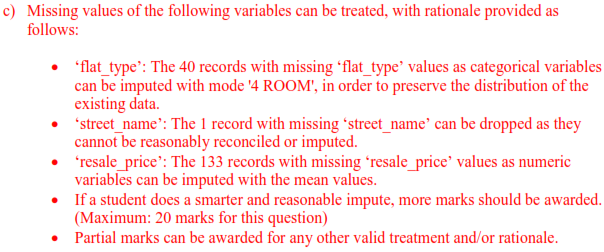 c) Missing values of the following variables can be treated, with rationale provided as
follows:
• ‘flat_type’: The 40 records with missing ‘flat_type’ values as categorical variables
can be imputed with mode '4 ROOM', in order to preserve the distribution of the
existing data.
• ‘street_name’: The 1 record with missing ‘street_name’ can be dropped as they
cannot be reasonably reconciled or imputed.
• ‘resale_price’: The 133 records with missing ‘resale_price’ values as numeric
variables can be imputed with the mean values.
• If a student does a smarter and reasonable impute, more marks should be awarded.
(Maximum: 20 marks for this question)
• Partial marks can be awarded for any other valid treatment and/or rationale.